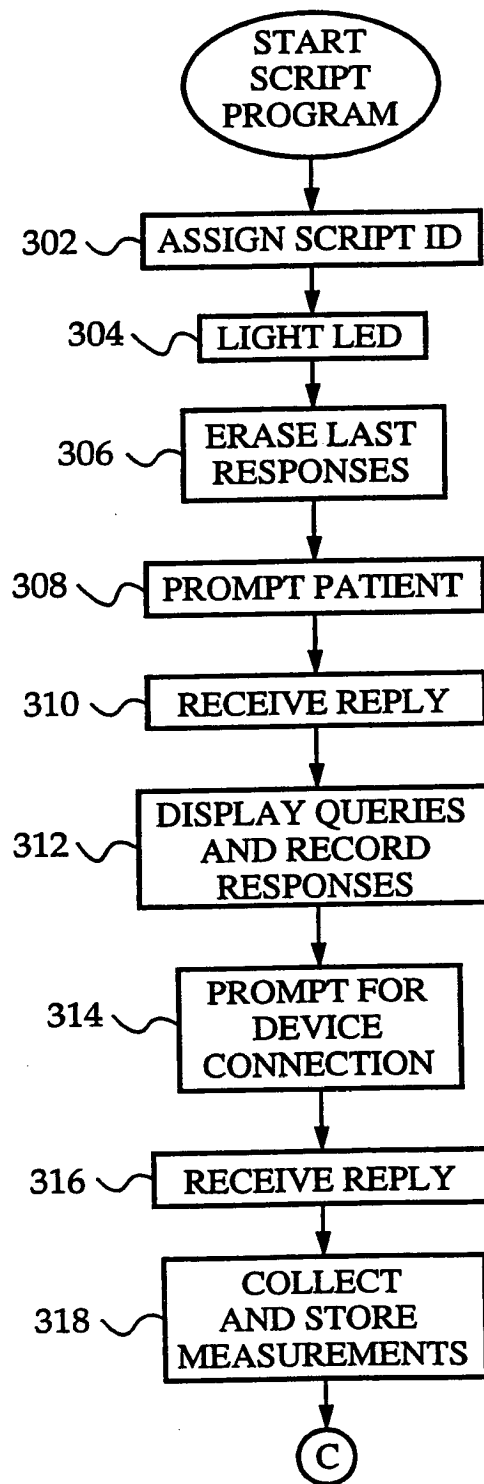 START
SCRIPT
PROGRAM
302
ASSIGN SCRIPT ID
304
LIGHT LED
306
ERASE LAST
RESPONSES
308
PROMPT PATIENT
310
RECEIVE REPLY
312
DISPLAY QUERIES
AND RECORD
RESPONSES
314
PROMPT FOR
DEVICE
CONNECTION
316
RECEIVE REPLY
318
COLLECT
AND STORE
MEASUREMENTS
C